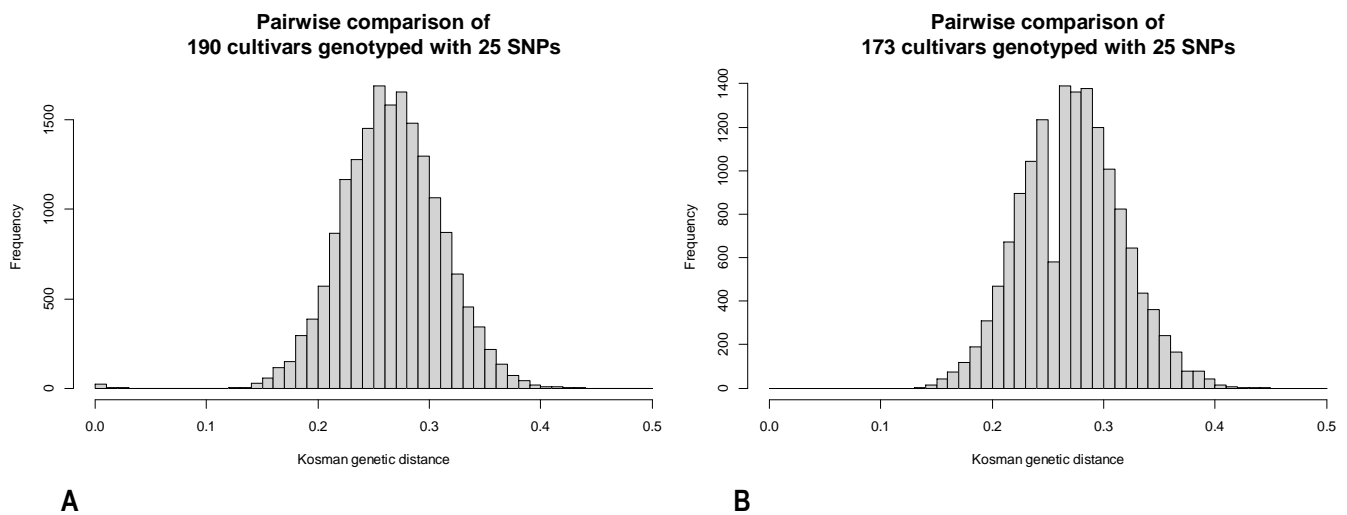 Pairwise comparison of
190 cultivars genotyped with 25 SNPs
Frequency
1500
1000
500
0
0.0 0.1 0.2 0.3 0.4 0.5
Kosman genetic distance
A
Pairwise comparison of
173 cultivars genotyped with 25 SNPs
Frequency
1400
1200
1000
800
600
400
200
0
0.0 0.1 0.2 0.3 0.4 0.5
Kosman genetic distance
B